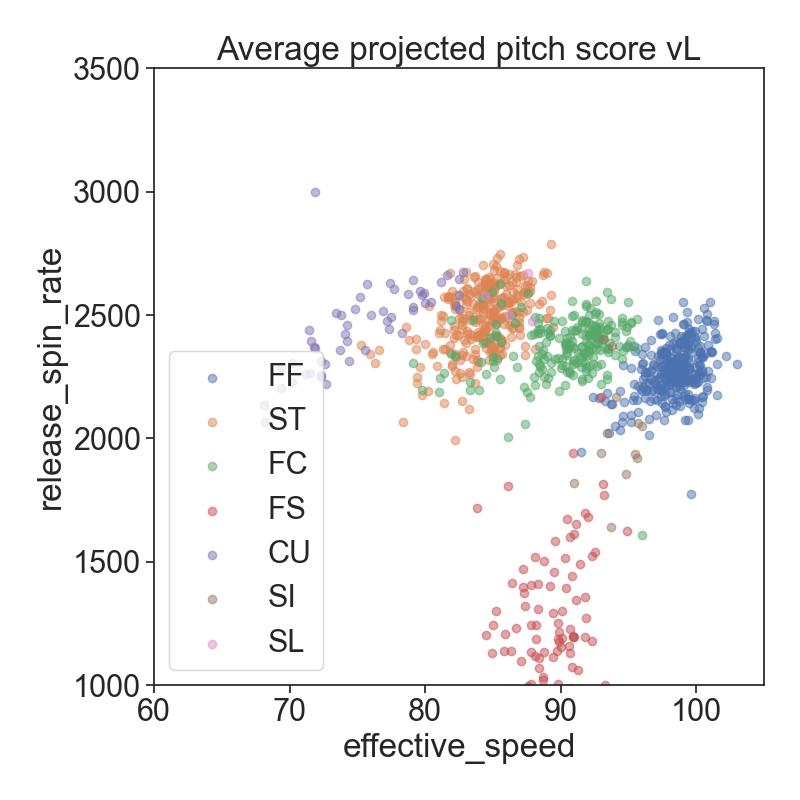 Average projected pitch score vL
release_spin_rate
3500
3000
2500
2000
1500
1000
FF
ST
FC
FS
CU
SI
SL
60 70 80 90 100
effective_speed